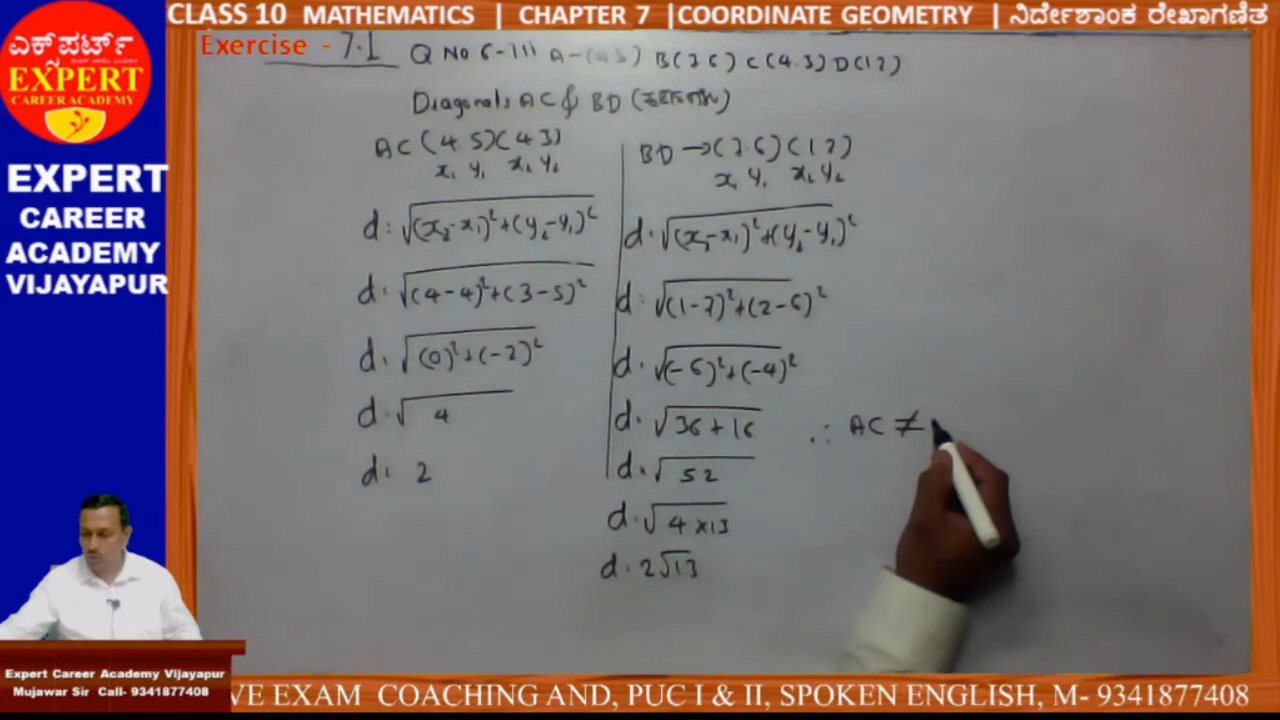 CLASS 10 MATHEMATICS | CHAPTER 7 |COORDINATE GEOMETRY | ನಿರ್ದೇಶಾಂಕ ರೇಖಾಗಣಿತ
ಎಕ್ಸ್‌ಪರ್ಟ್
EXPERT
CAREER ACADEMY
EXPERT
CAREER
ACADEMY
VIJAYAPUR
Exercise - 7.1 Q No 6-111 A-(4 5) B(7 6) C(4.3) D(1 2)
Diagonals AC & BD
AC (4.5)(4 3)
x₁ y₁ x₂ y₂
d: √(x₂-x₁)²+(y₂-y₁)²
d: √(4-4)²+(3-5)²
d: √(0)²+(-2)²
d: √4
d: 2
BD →(7.6)(1 2)
x₁ y₁ x₂ y₂
d: √(x₂-x₁)²+(y₂-y₁)²
d: √(1-7)²+(2-6)²
d: √(-6)²+(-4)²
d: √36+16
d: √52
d: √4×13
d: 2√13
∴ AC ≠
Expert Career Academy Vijayapur
Mujawar Sir Call- 9341877408
VE EXAM COACHING AND, PUC I & II, SPOKEN ENGLISH, M- 9341877408